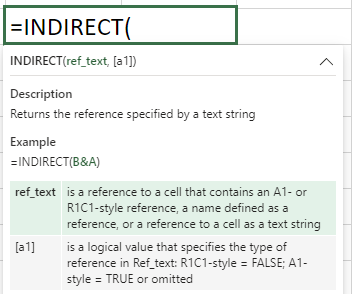 =INDIRECT(
INDIRECT(ref_text, [a1])
Description
Returns the reference specified by a text string
Example
=INDIRECT(B&A)
ref_text is a reference to a cell that contains an A1- or
R1C1-style reference, a name defined as a
reference, or a reference to a cell as a text string
[a1] is a logical value that specifies the type of
reference in Ref_text: R1C1-style = FALSE; A1-
style = TRUE or omitted